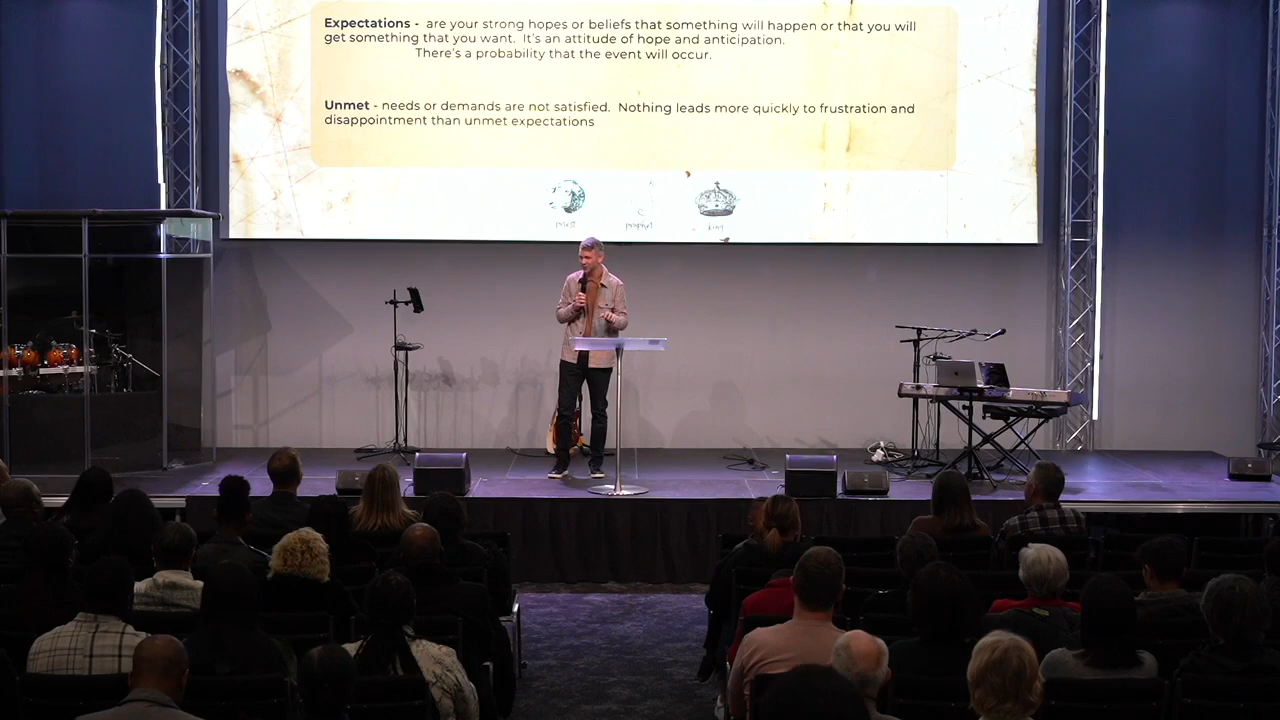 Expectations - are your strong hopes or beliefs that something will happen or that you will
get something that you want. It's an attitude of hope and anticipation.
There's a probability that the event will occur.
Unmet - needs or demands are not satisfied. Nothing leads more quickly to frustration and
disappointment than unmet expectations
priest prophet king